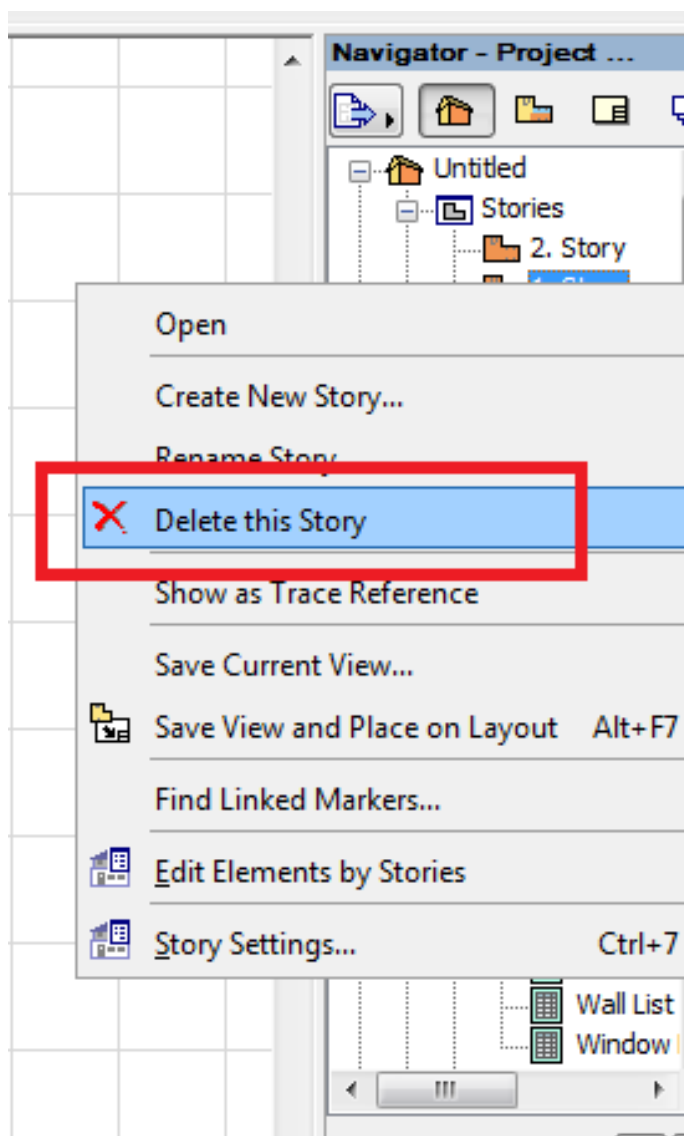 Navigator - Project ...
Untitled
Stories
2. Story
Open
Create New Story...
Rename Story
Delete this Story
Show as Trace Reference
Save Current View...
Save View and Place on Layout Alt+F7
Find Linked Markers...
Edit Elements by Stories
Story Settings... Ctrl+7
Wall List
Window